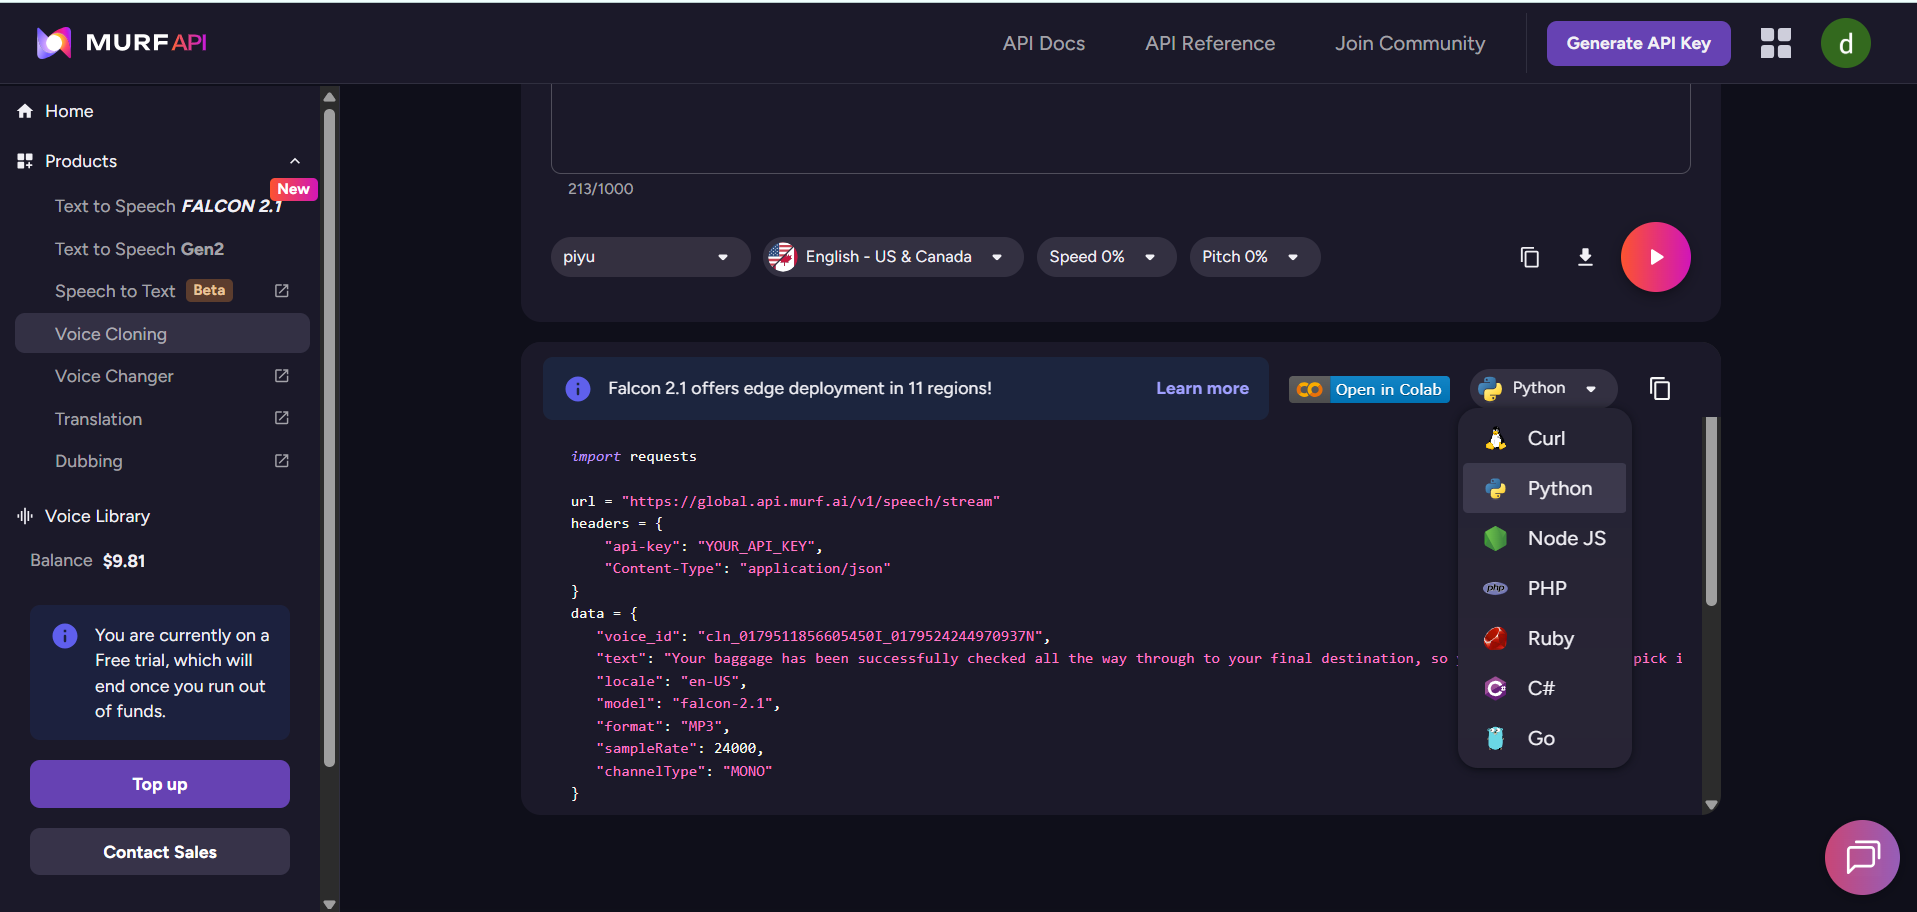 MURF API
API Docs
API Reference
Join Community
Generate API Key
d
Home
Products
New
Text to Speech FALCON 2.1
Text to Speech Gen2
Speech to Text Beta
Voice Cloning
Voice Changer
Translation
Dubbing
Voice Library
Balance $9.81
You are currently on a
Free trial, which will
end once you run out
of funds.
Top up
Contact Sales
213/1000
piyu
English - US & Canada
Speed 0%
Pitch 0%
Falcon 2.1 offers edge deployment in 11 regions!
Learn more
Open in Colab
Python
import requests
url = "https://global.api.murf.ai/v1/speech/stream"
headers = {
"api-key": "YOUR_API_KEY",
"Content-Type": "application/json"
}
data = {
"voice_id": "cln_0179511856605450I_0179524244970937N",
"text": "Your baggage has been successfully checked all the way through to your final destination, so pick i
"locale": "en-US",
"model": "falcon-2.1",
"format": "MP3",
"sampleRate": 24000,
"channelType": "MONO"
}
Curl
Python
Node JS
php PHP
Ruby
C#
Go